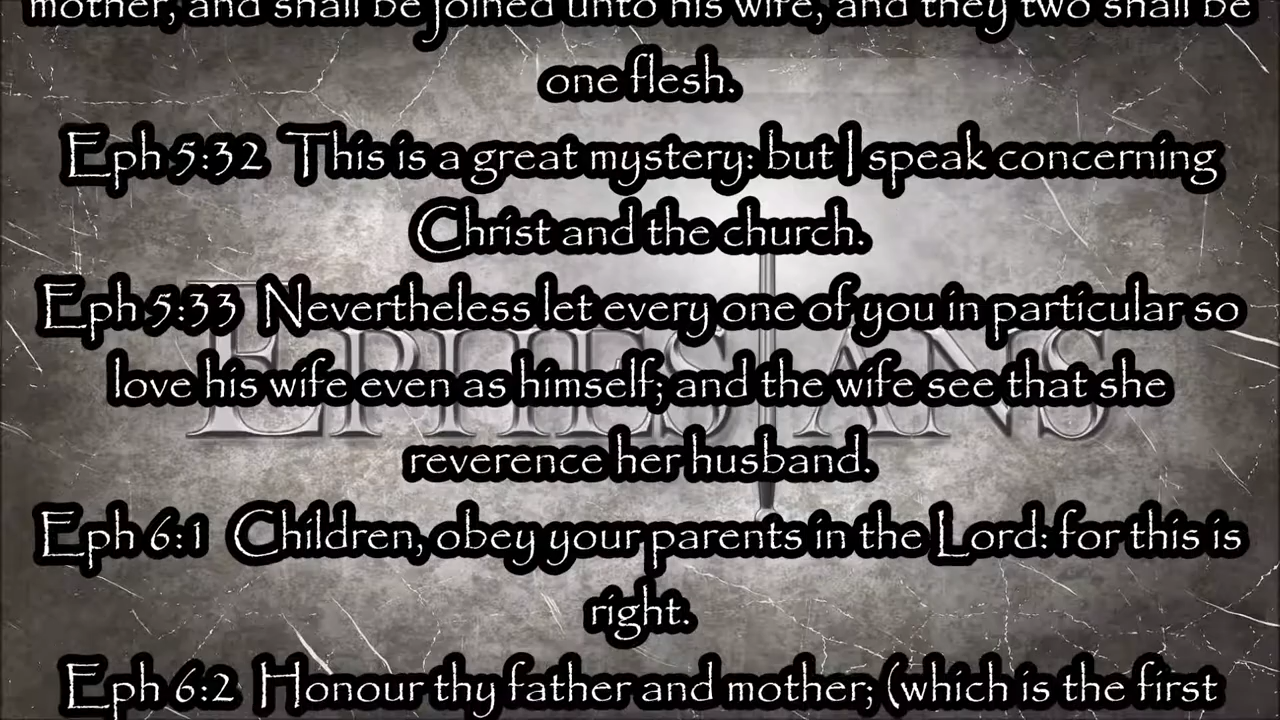 mother, and shall be joined unto his wife, and they two shall be
one flesh.
Eph 5:32 This is a great mystery: but I speak concerning
Christ and the church.
Eph 5:33 Nevertheless let every one of you in particular so
love his wife even as himself; and the wife see that she
reverence her husband.
Eph 6:1 Children, obey your parents in the Lord: for this is
right.
Eph 6:2 Honour thy father and mother; (which is the first
EPHESIANS